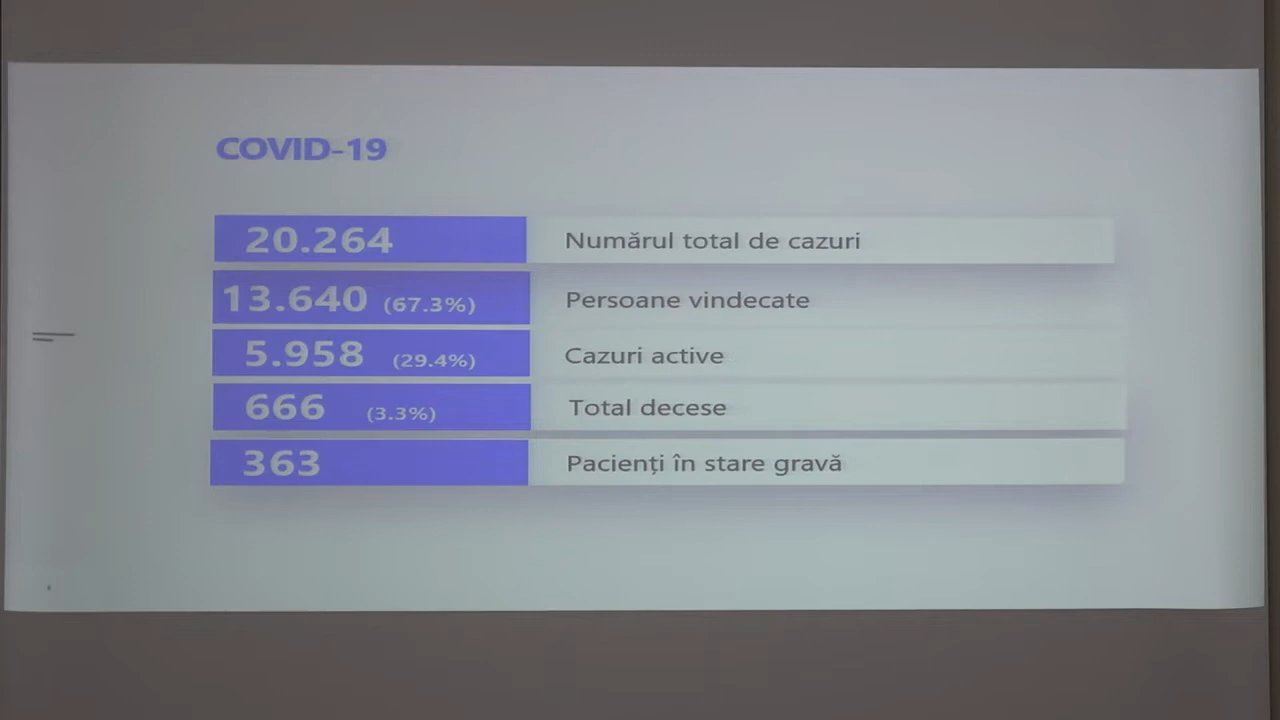 COVID-19
20.264 Numărul total de cazuri
13.640 (67.3%) Persoane vindecate
5.958 (29.4%) Cazuri active
666 (3.3%) Total decese
363 Pacienți în stare gravă